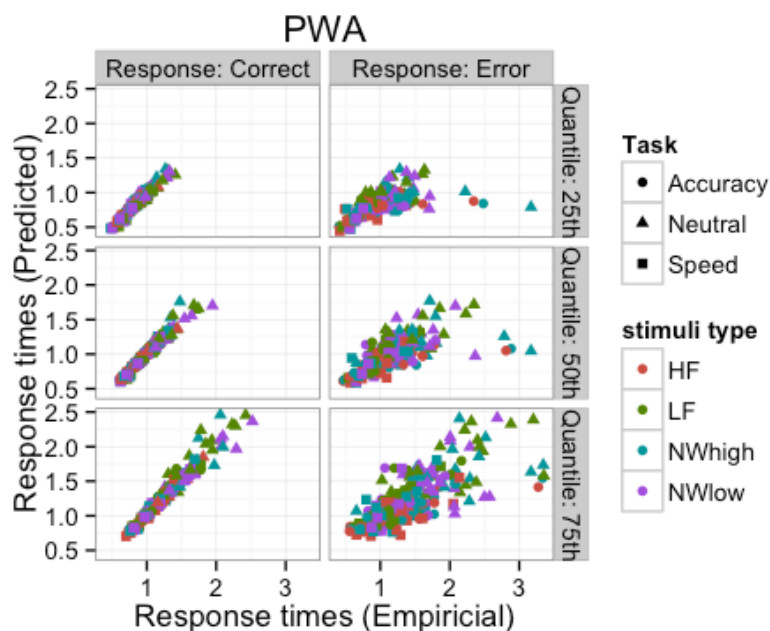 PWA
Response: Correct
Response: Error
Response times (Predicted)
2.5
2.0
1.5
1.0
0.5
Quantile: 25th
2.5
2.0
1.5
1.0
0.5
Quantile: 50th
2.5
2.0
1.5
1.0
0.5
Quantile: 75th
1 2 3
1 2 3
Response times (Empiricial)
Task
Accuracy
Neutral
Speed
stimuli type
HF
LF
NWhigh
NWlow